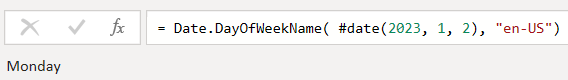 fx = Date.DayOfWeekName( #date(2023, 1, 2), "en-US")
Monday